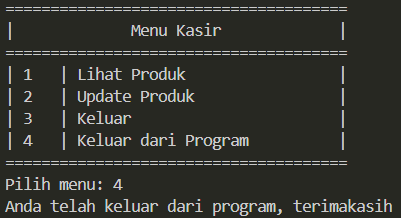 ======================================
|             Menu Kasir             |
======================================
| 1   | Lihat Produk                 |
| 2   | Update Produk                |
| 3   | Keluar                       |
| 4   | Keluar dari Program          |
======================================
Pilih menu: 4
Anda telah keluar dari program, terimakasih